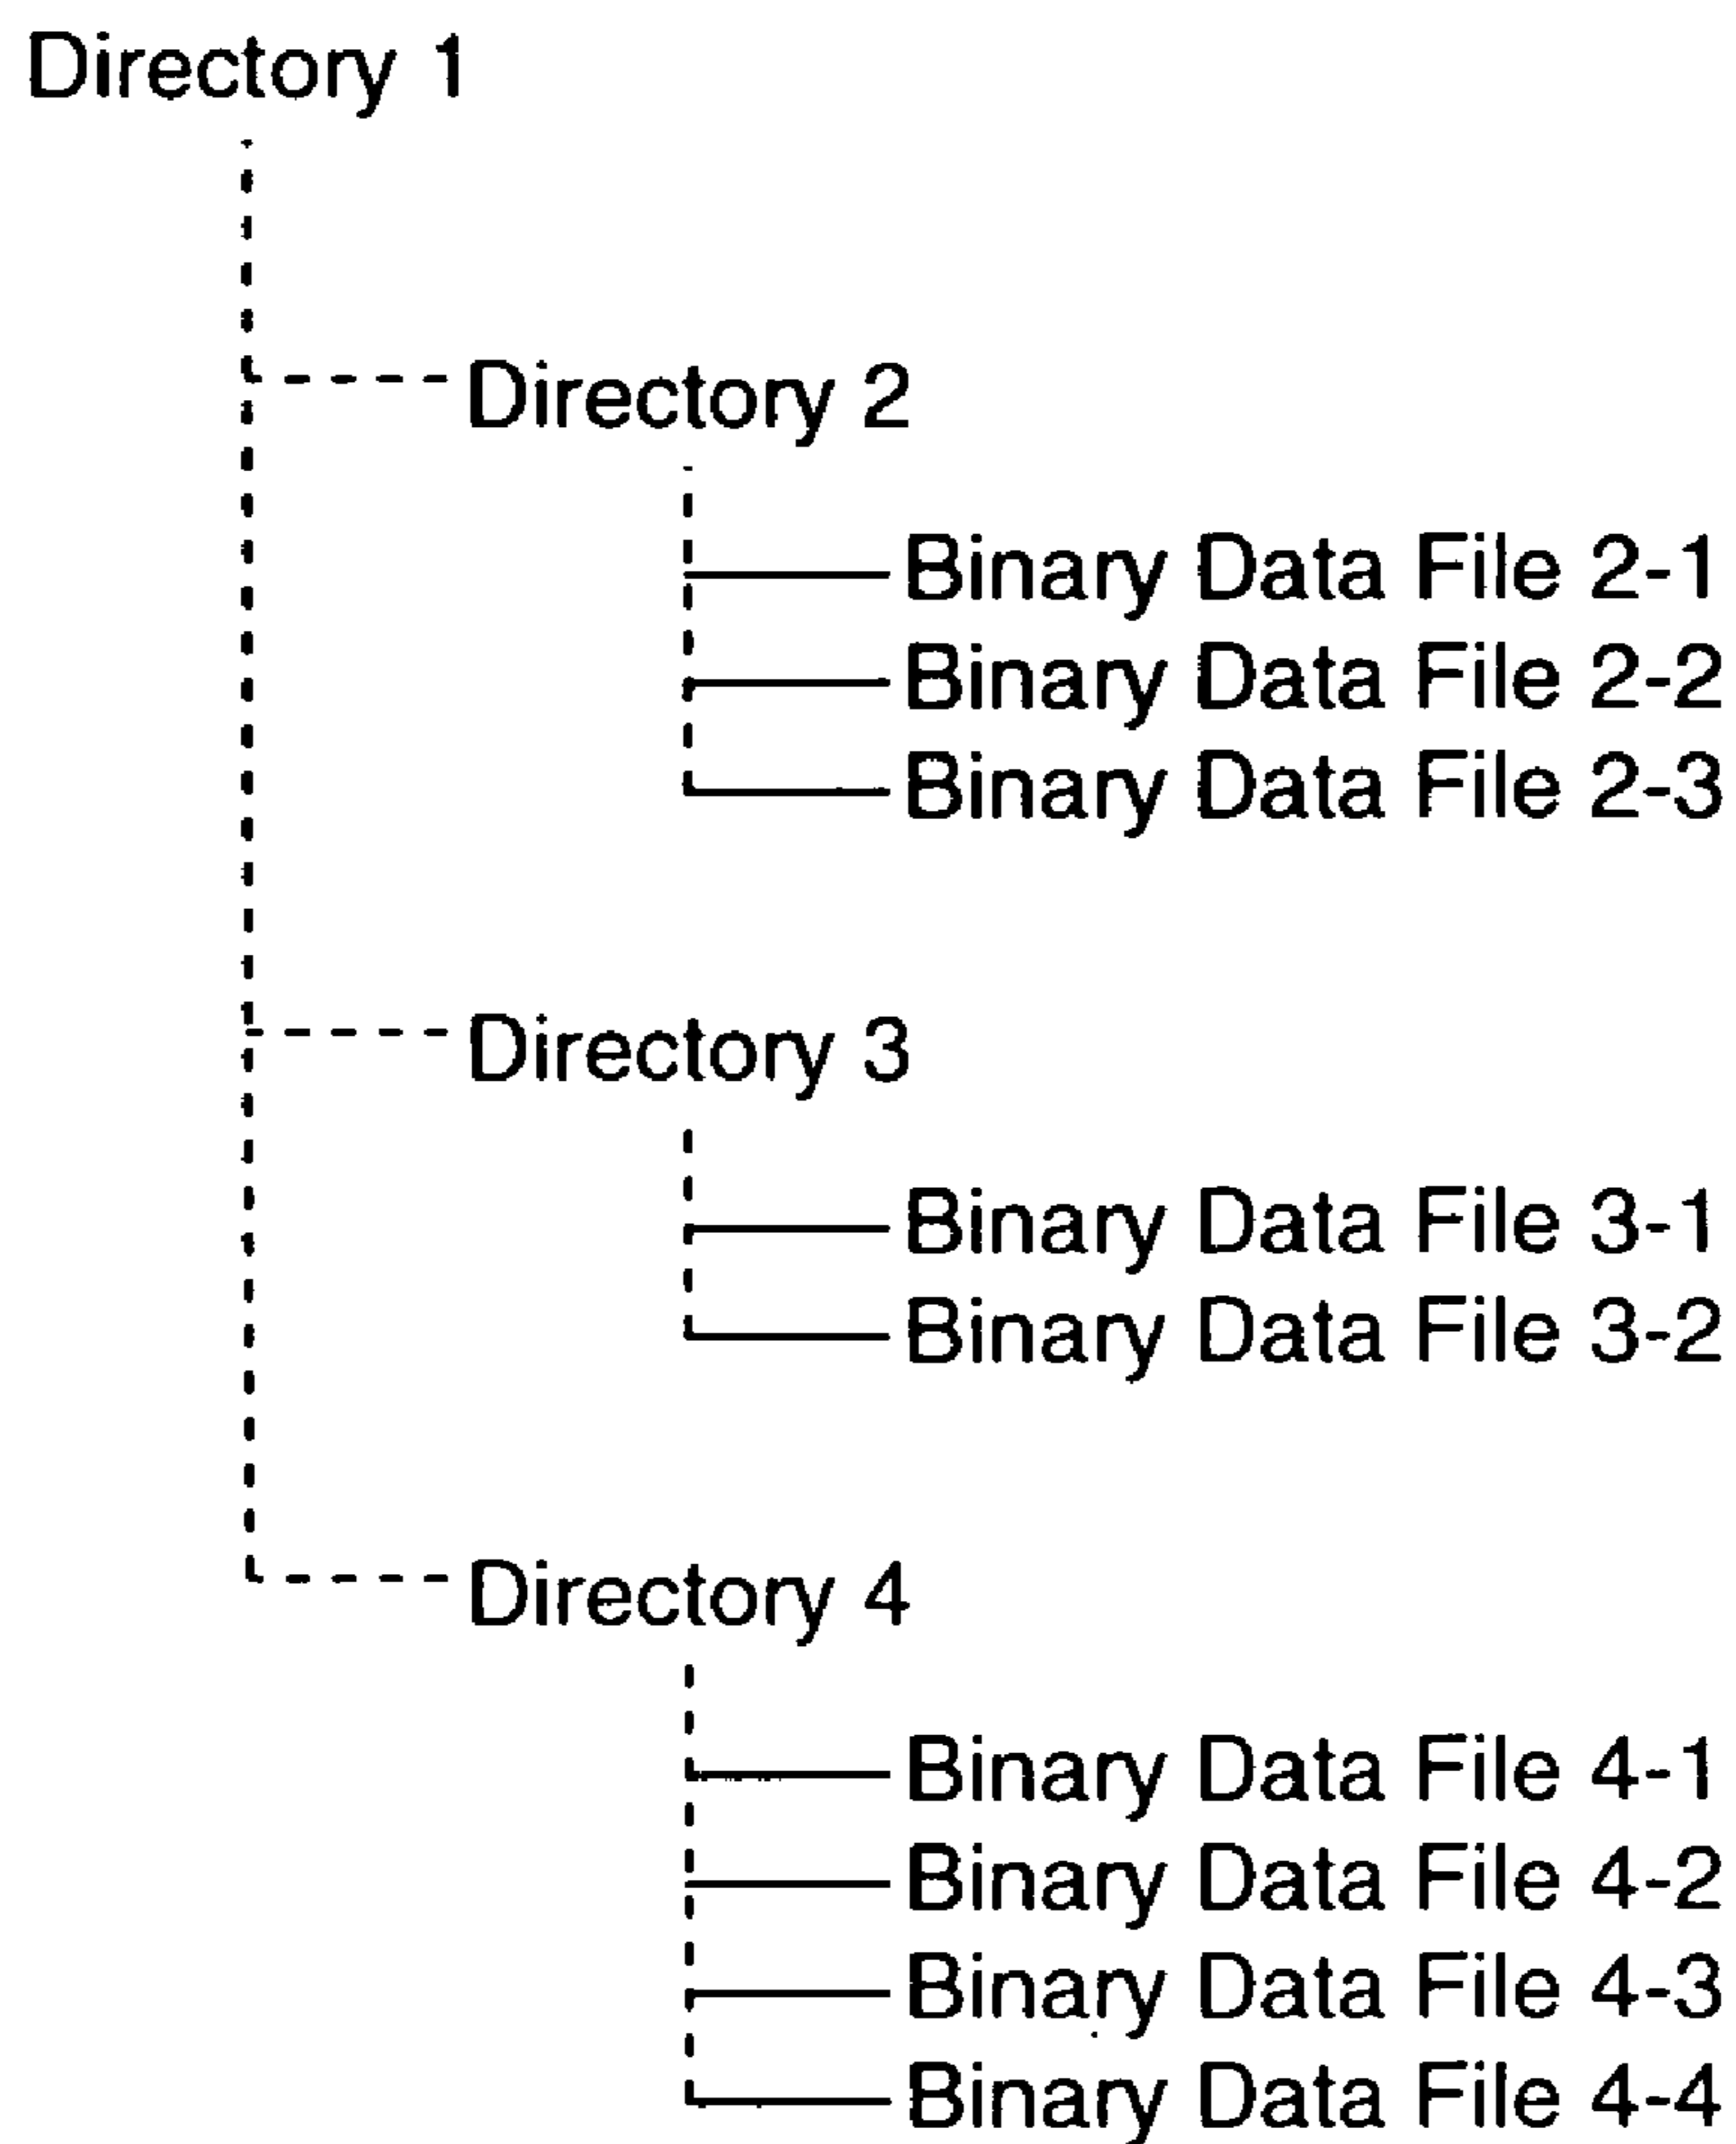 Directory 1
Directory 2
Binary Data File 2-1
Binary Data File 2-2
Binary Data File 2-3
Directory 3
Binary Data File 3-1
Binary Data File 3-2
Directory 4
Binary Data File 4-1
Binary Data File 4-2
Binary Data File 4-3
Binary Data File 4-4